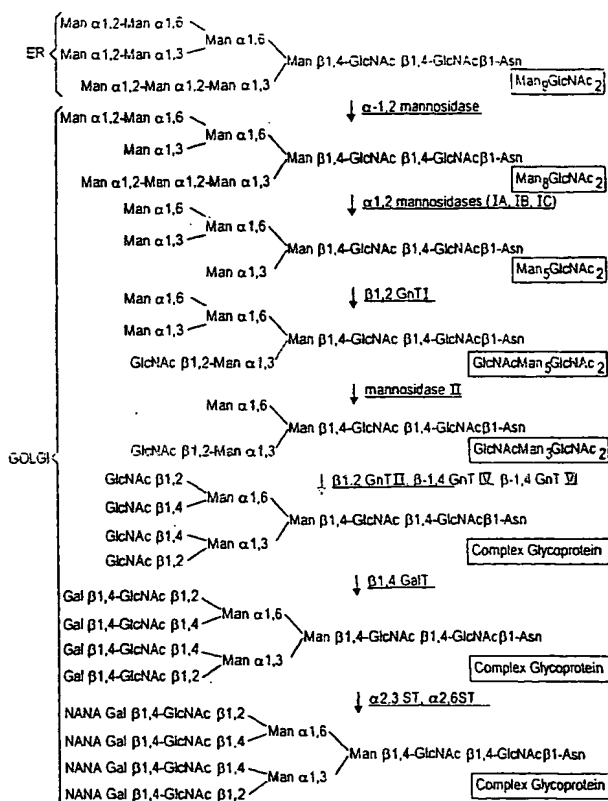 Man α1,2-Man α1,6
Man α1,6
ER
Man α1,2-Man α1,3
Man β1,4-GlcNAc β1,4-GlcNAcβ1-Asn
Man α1,2-Man α1,2-Man α1,3
Man9GlcNAc2
α-1,2 mannosidase
Man α1,2-Man α1,6
Man α1,6
Man α1,3
Man β1,4-GlcNAc β1,4-GlcNAcβ1-Asn
Man α1,2-Man α1,2-Man α1,3
Man8GlcNAc2
α1,2 mannosidases (IA, IB, IC)
Man α1,6
Man α1,6
Man α1,3
Man β1,4-GlcNAc β1,4-GlcNAcβ1-Asn
Man α1,3
Man5GlcNAc2
β1,2 GnTI
Man α1,6
Man α1,6
Man α1,3
Man β1,4-GlcNAc β1,4-GlcNAcβ1-Asn
GlcNAc β1,2-Man α1,3
GlcNAcMan5GlcNAc2
mannosidase II
Man α1,6
Man β1,4-GlcNAc β1,4-GlcNAcβ1-Asn
GlcNAc β1,2-Man α1,3
GlcNAcMan3GlcNAc2
GOLGI
β1,2 GnTII, β-1,4 GnT IV, β-1,4 GnT VI
GlcNAc β1,2
Man α1,6
GlcNAc β1,4
Man β1,4-GlcNAc β1,4-GlcNAcβ1-Asn
GlcNAc β1,4
Man α1,3
GlcNAc β1,2
Complex Glycoprotein
β1,4 GalT
Gal β1,4-GlcNAc β1,2
Man α1,6
Gal β1,4-GlcNAc β1,4
Man β1,4-GlcNAc β1,4-GlcNAcβ1-Asn
Gal β1,4-GlcNAc β1,4
Man α1,3
Gal β1,4-GlcNAc β1,2
Complex Glycoprotein
α2,3 ST, α2,6ST
NANA Gal β1,4-GlcNAc β1,2
Man α1,6
NANA Gal β1,4-GlcNAc β1,4
Man β1,4-GlcNAc β1,4-GlcNAcβ1-Asn
NANA Gal β1,4-GlcNAc β1,4
Man α1,3
NANA Gal β1,4-GlcNAc β1,2
Complex Glycoprotein